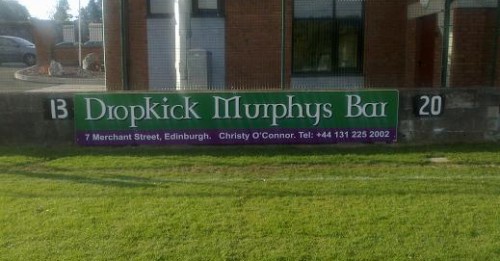 13 Dropkick Murphys Bar 20
7 Merchant Street, Edinburgh. Christy O'Connor. Tel: +44 131 225 2002